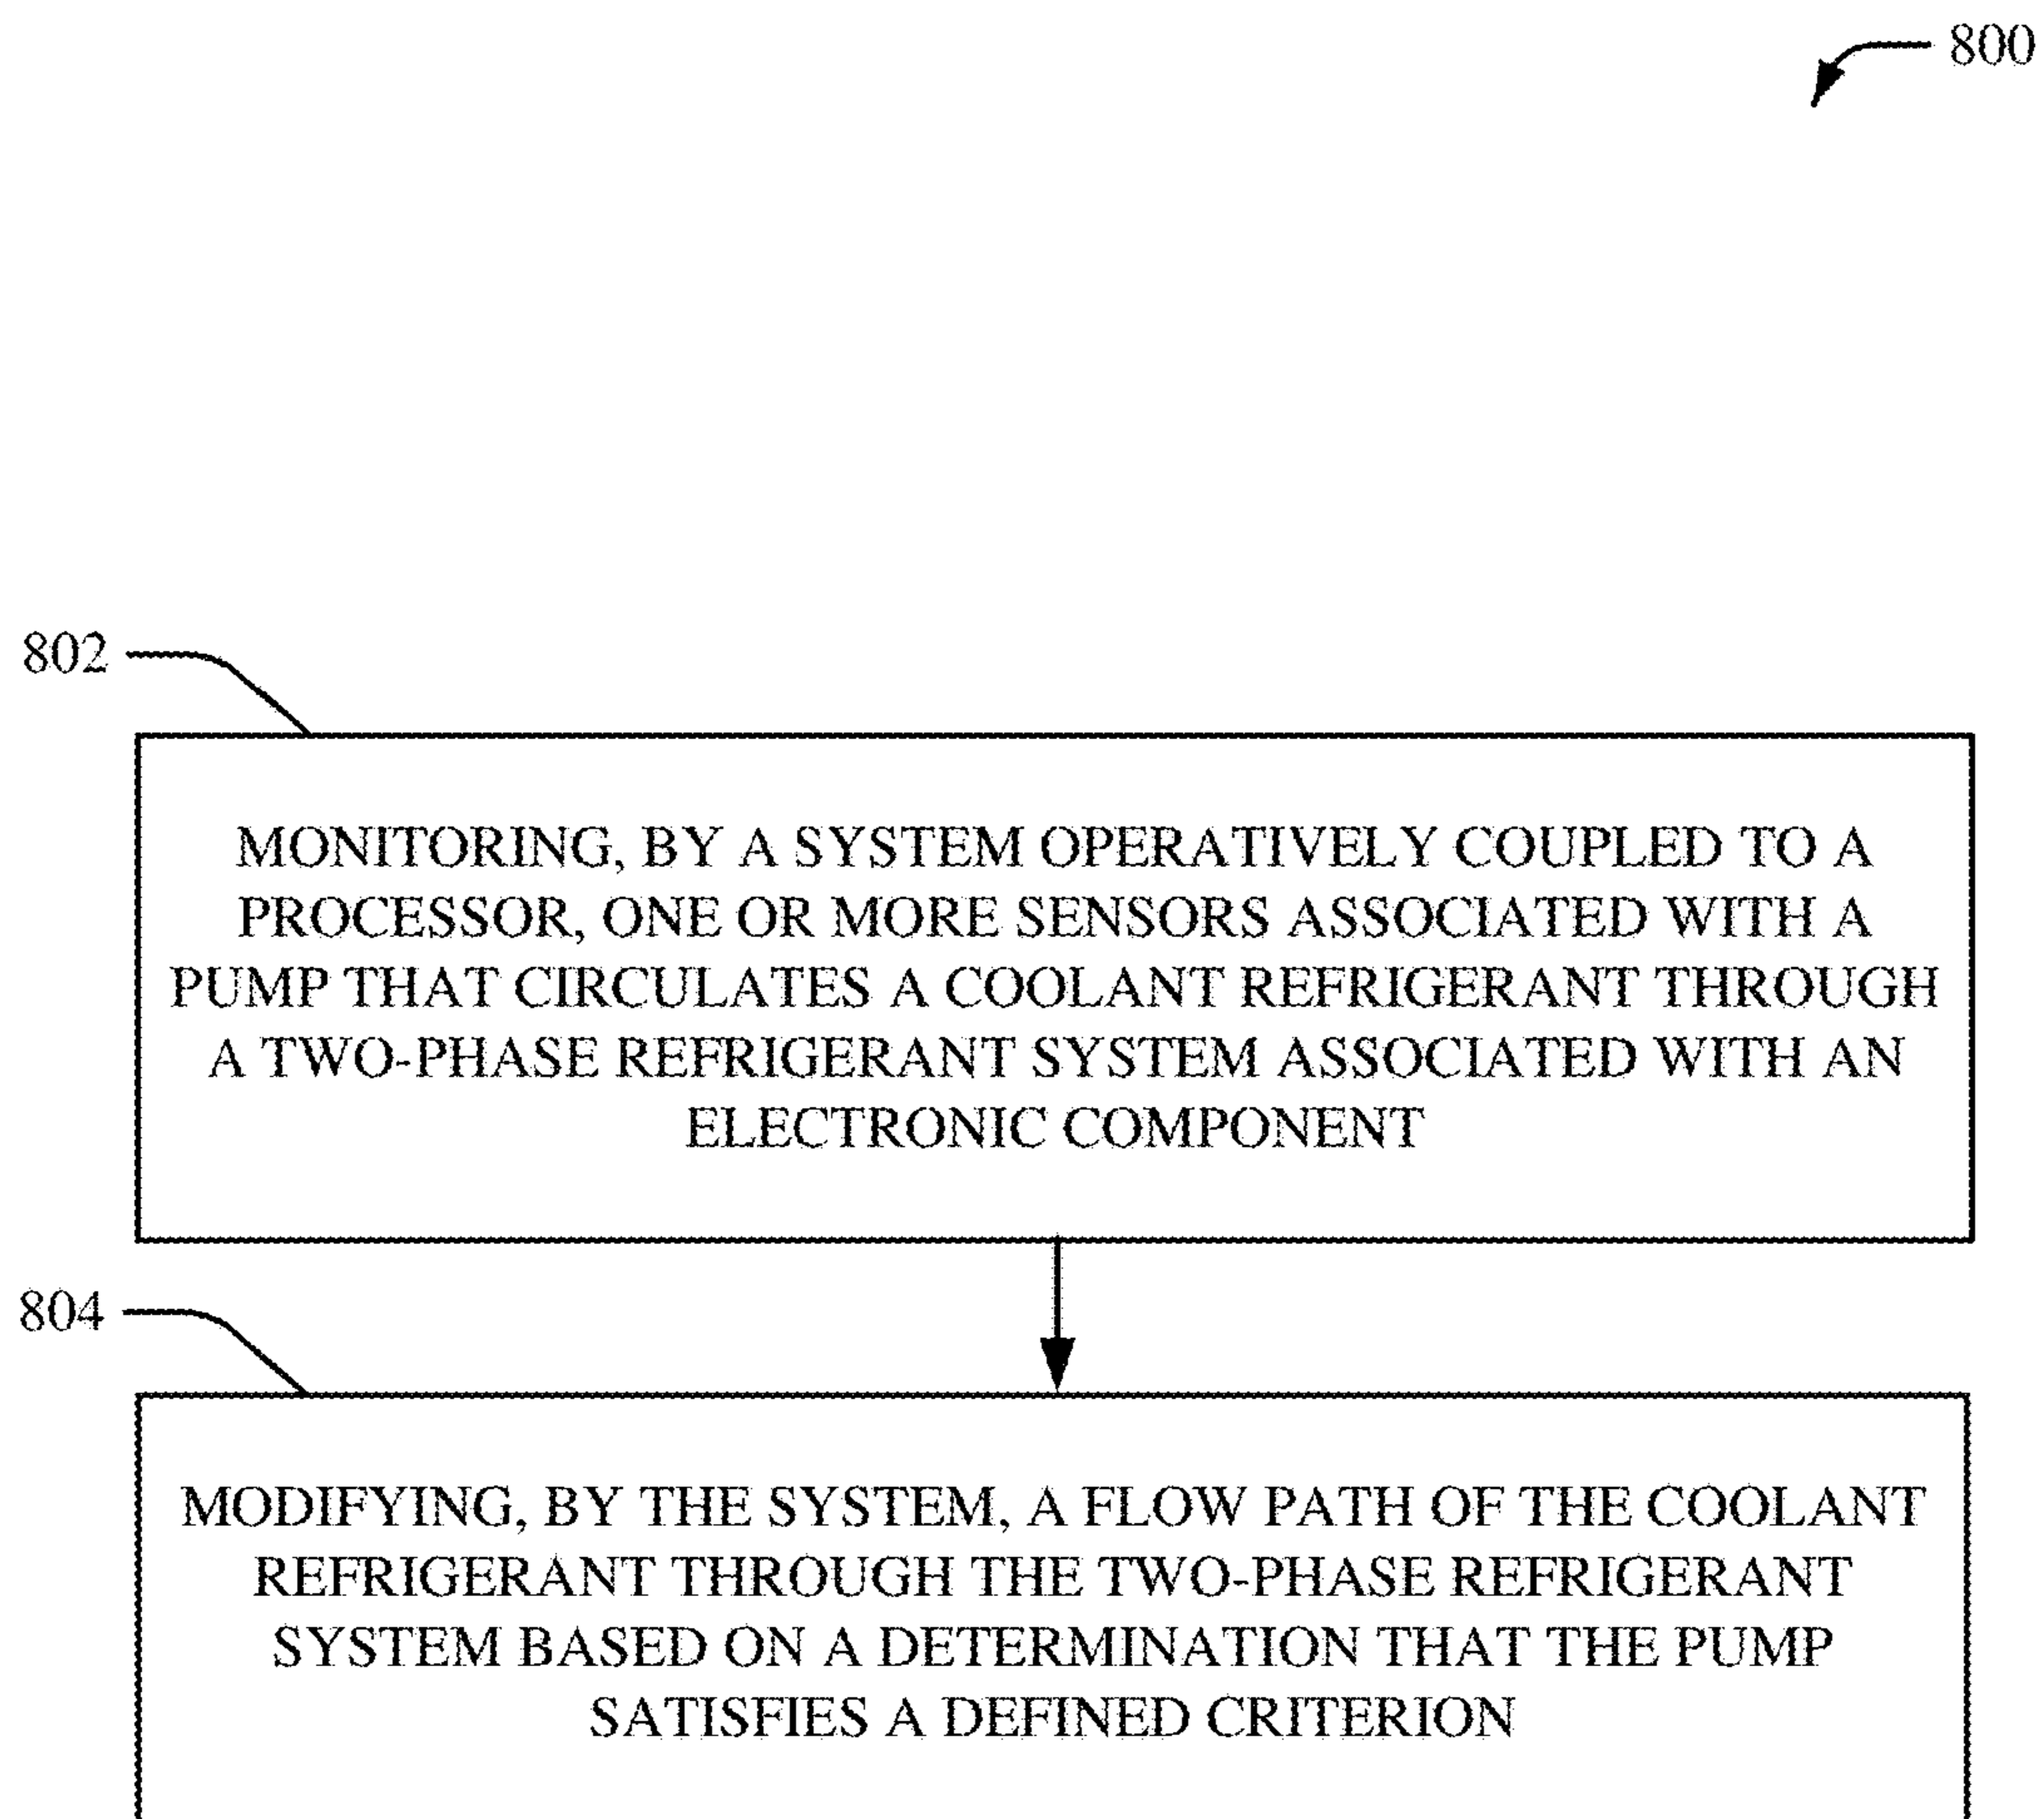 800
802
MONITORING, BY A SYSTEM OPERATIVELY COUPLED TO A
PROCESSOR, ONE OR MORE SENSORS ASSOCIATED WITH A
PUMP THAT CIRCULATES A COOLANT REFRIGERANT THROUGH
A TWO-PHASE REFRIGERANT SYSTEM ASSOCIATED WITH AN
ELECTRONIC COMPONENT
804
MODIFYING, BY THE SYSTEM, A FLOW PATH OF THE COOLANT
REFRIGERANT THROUGH THE TWO-PHASE REFRIGERANT
SYSTEM BASED ON A DETERMINATION THAT THE PUMP
SATISFIES A DEFINED CRITERION